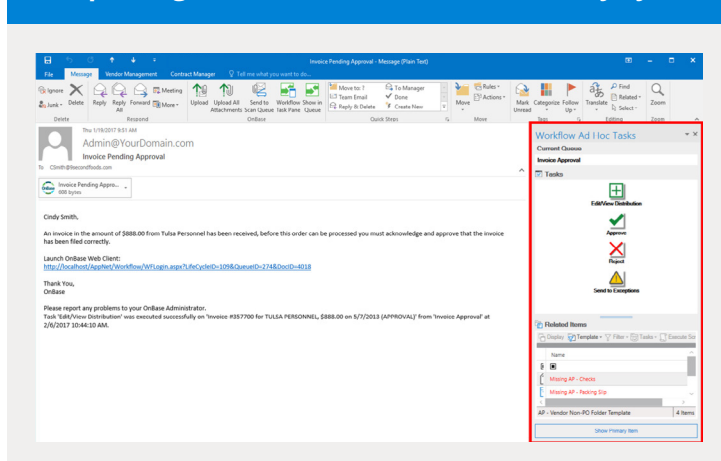 Invoice Pending Approval - Message (Plain Text)
File Message Vendor Management Contract Manager Tell me what you want to do...
Ignore
Junk
Delete
Reply
Reply All
Forward
Meeting
More
Upload
Upload All Attachments
Send to Scan Queue
Workflow Task Pane
Show in Queue
Move to: ?
Team Email
Reply & Delete
To Manager
Done
Create New
Move
Rules
Actions
Mark Unread
Categorize
Follow Up
Translate
Find
Related
Select
Zoom
Delete Respond OnBase Quick Steps Move Tags Editing Zoom
Thu 1/19/2017 9:51 AM
Admin@YourDomain.com
Invoice Pending Approval
To
Invoice Pending Appro...
686 bytes
Cindy Smith,
An invoice in the amount of $888.00 from Tulsa Personnel has been received, before this order can be processed you must acknowledge and approve that the invoice
has been filed correctly.
Launch OnBase Web Client:
http://localhost/AppNet/Workflow/WFLogin.aspx?LifeCycleID=109&QueueID=274&DocID=4018
Thank You,
OnBase
Please report any problems to your OnBase Administrator.
Task 'Edit/View Distribution' was executed successfully on 'Invoice #357700 for TULSA PERSONNEL, $888.00 on 5/7/2013 (APPROVAL)' from 'Invoice Approval' at
2/6/2017 10:44:10 AM.
Workflow Ad Hoc Tasks
Current Queue
Invoice Approval
Tasks
Edit/View Distribution
Approve
Reject
Send to Exceptions
Related Items
Display Template Filter Tasks Execute Scr
Name
Missing AP - Checks
Missing AP - Packing Slip
AP - Vendor Non-PO Folder Template 4 Items
Show Primary Item